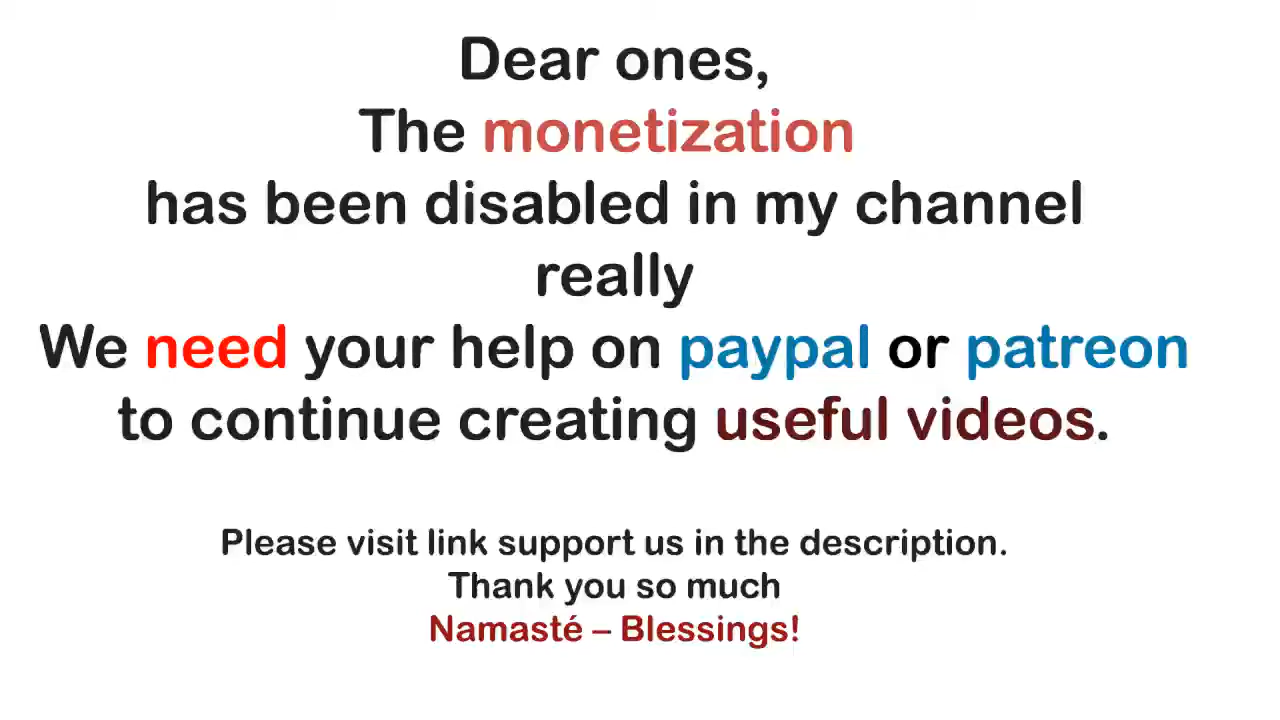 Dear ones,
The monetization
has been disabled in my channel
really
We need your help on paypal or patreon
to continue creating useful videos.
Please visit link support us in the description.
Thank you so much
Namasté – Blessings!